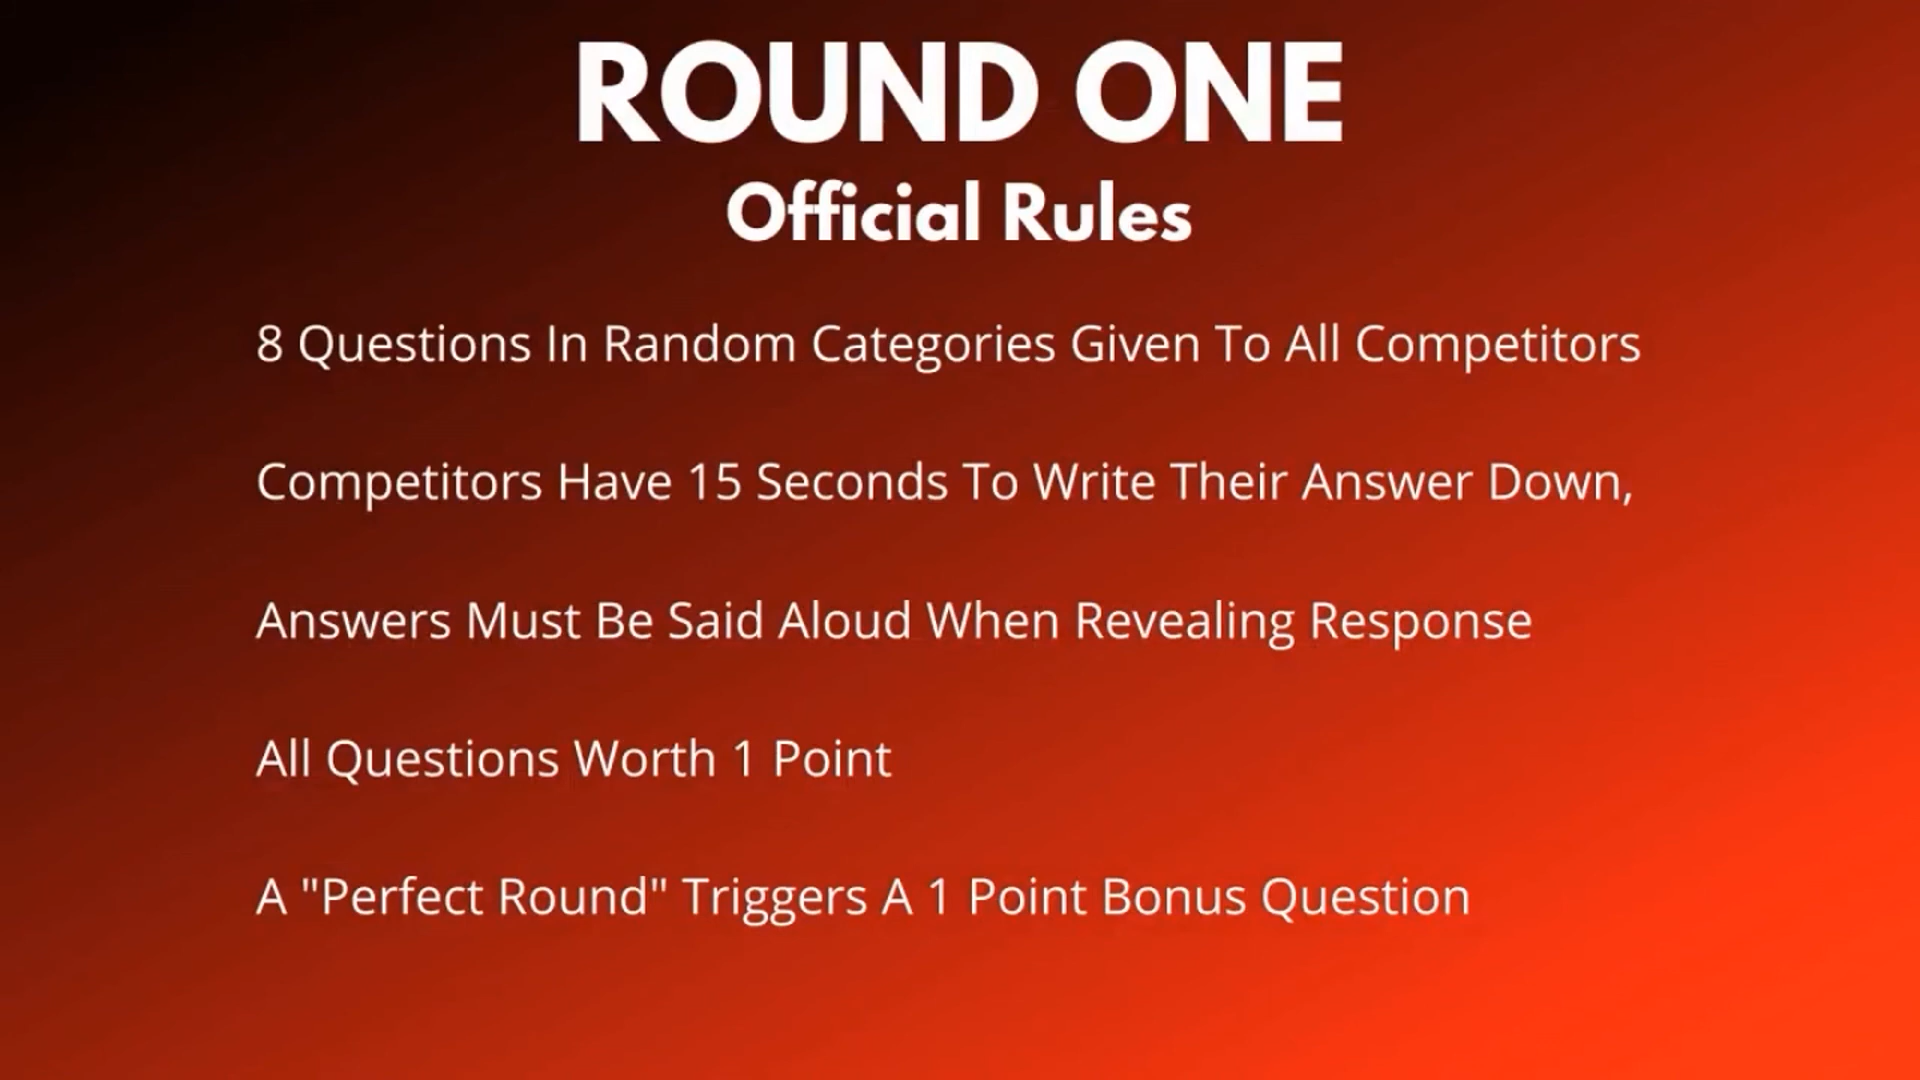 ROUND ONE
Official Rules
8 Questions In Random Categories Given To All Competitors
Competitors Have 15 Seconds To Write Their Answer Down,
Answers Must Be Said Aloud When Revealing Response
All Questions Worth 1 Point
A "Perfect Round" Triggers A 1 Point Bonus Question